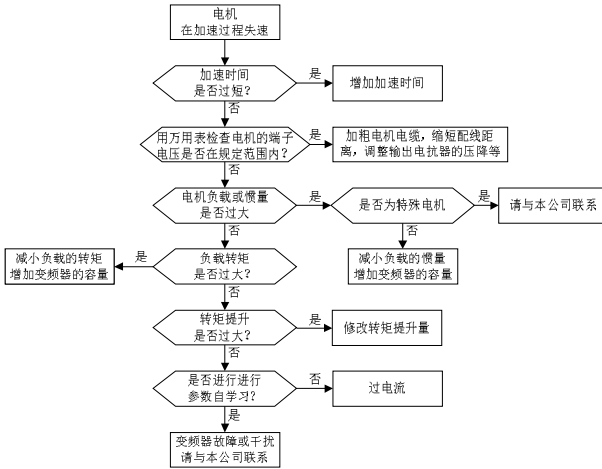 电机
在加速过程失速
加速时间
是否过短?
是
增加加速时间
否
用万用表检查电机的端子
电压是否在规定范围内?
是
加粗电机电缆，缩短配线距
离，调整输出电抗器的压降等
否
电机负载或惯量
是否过大
是
是否为特殊电机
是
请与本公司联系
否
否
减小负载的转矩
增加变频器的容量
是
负载转矩
是否过大?
减小负载的惯量
增加变频器的容量
否
转矩提升
是否过大?
是
修改转矩提升量
否
是否进行进行
参数自学习?
否
过电流
是
变频器故障或干扰
请与本公司联系